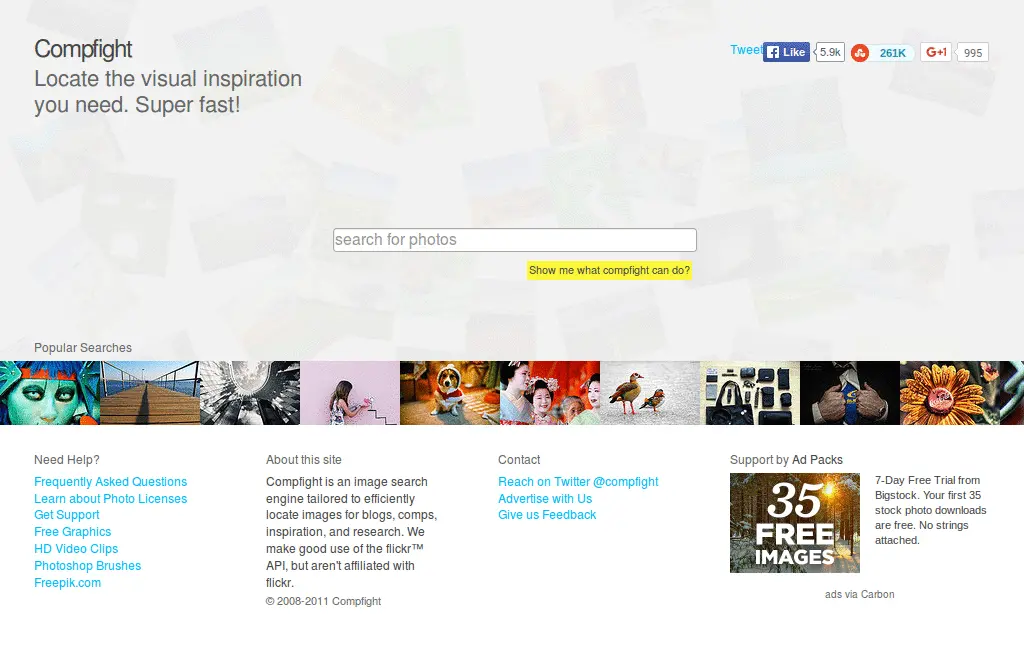 Compfight
Locate the visual inspiration
you need. Super fast!
Tweet
Like
5.9k
261K
G+1
995
search for photos
Show me what compfight can do?
Popular Searches
Need Help?
Frequently Asked Questions
Learn about Photo Licenses
Get Support
Free Graphics
HD Video Clips
Photoshop Brushes
Freepik.com
About this site
Compfight is an image search
engine tailored to efficiently
locate images for blogs, comps,
inspiration, and research. We
make good use of the flickr™
API, but aren't affiliated with
flickr.
© 2008-2011 Compfight
Contact
Reach on Twitter @compfight
Advertise with Us
Give us Feedback
Support by Ad Packs
35
FREE
IMAGES
7-Day Free Trial from
Bigstock. Your first 35
stock photo downloads
are free. No strings
attached.
ads via Carbon